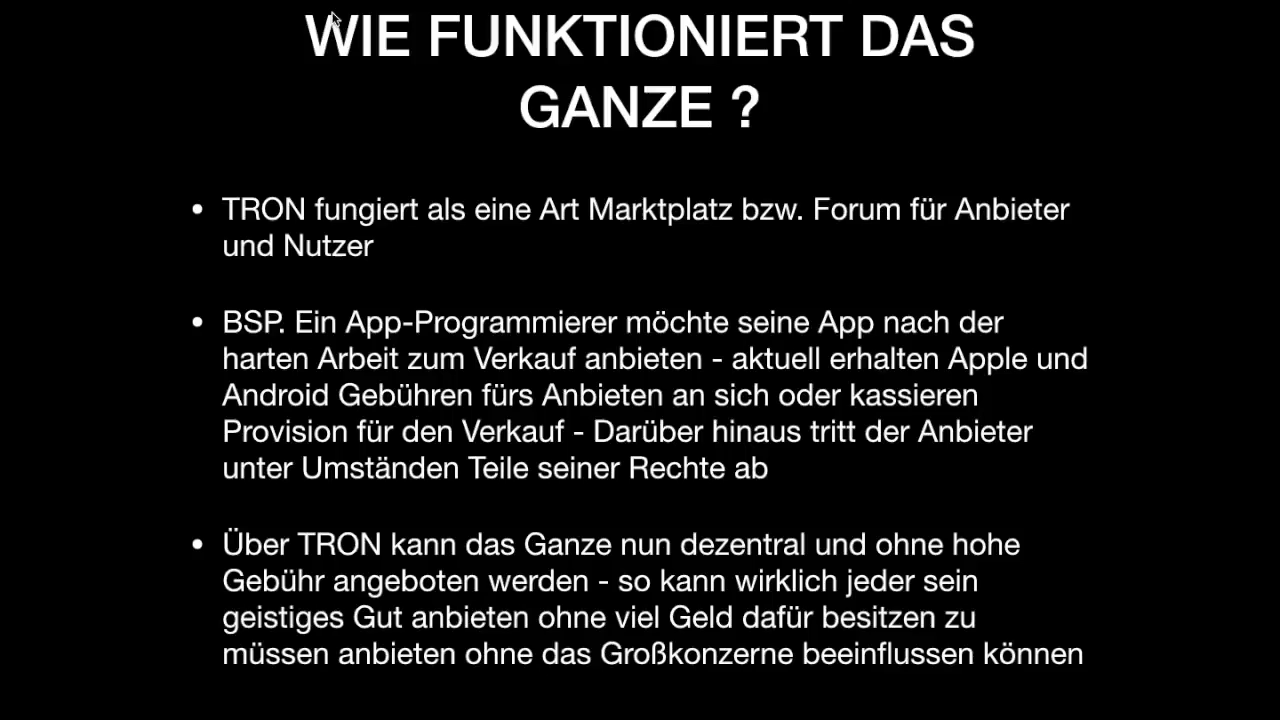 WIE FUNKTIONIERT DAS
GANZE ?
• TRON fungiert als eine Art Marktplatz bzw. Forum für Anbieter
und Nutzer
• BSP. Ein App-Programmierer möchte seine App nach der
harten Arbeit zum Verkauf anbieten - aktuell erhalten Apple und
Android Gebühren fürs Anbieten an sich oder kassieren
Provision für den Verkauf - Darüber hinaus tritt der Anbieter
unter Umständen Teile seiner Rechte ab
• Über TRON kann das Ganze nun dezentral und ohne hohe
Gebühr angeboten werden - so kann wirklich jeder sein
geistiges Gut anbieten ohne viel Geld dafür besitzen zu
müssen anbieten ohne das Großkonzerne beeinflussen können